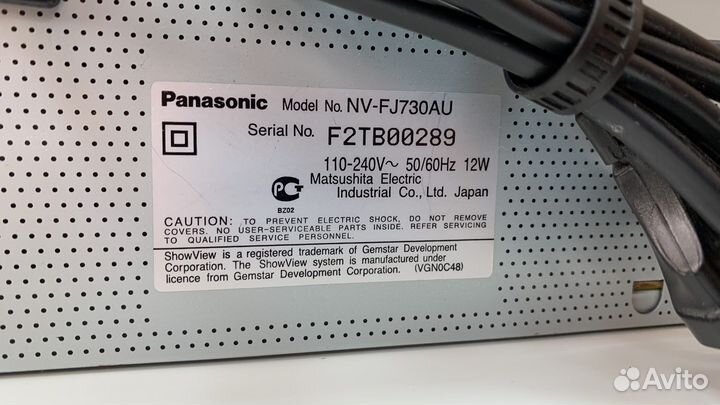 Panasonic Model No. NV-FJ730AU
Serial No. F2TB00289
110-240V～ 50/60Hz 12W
Matsushita Electric
Industrial Co., Ltd. Japan
PCT
BZ02
CAUTION: TO PREVENT ELECTRIC SHOCK, DO NOT REMOVE
COVERS. NO USER-SERVICEABLE PARTS INSIDE. REFER SERVICING
TO QUALIFIED SERVICE PERSONNEL.
ShowView is a registered trademark of Gemstar Development
Corporation. The ShowView system is manufactured under
licence from Gemstar Development Corporation. (VGN0C48)
Avito